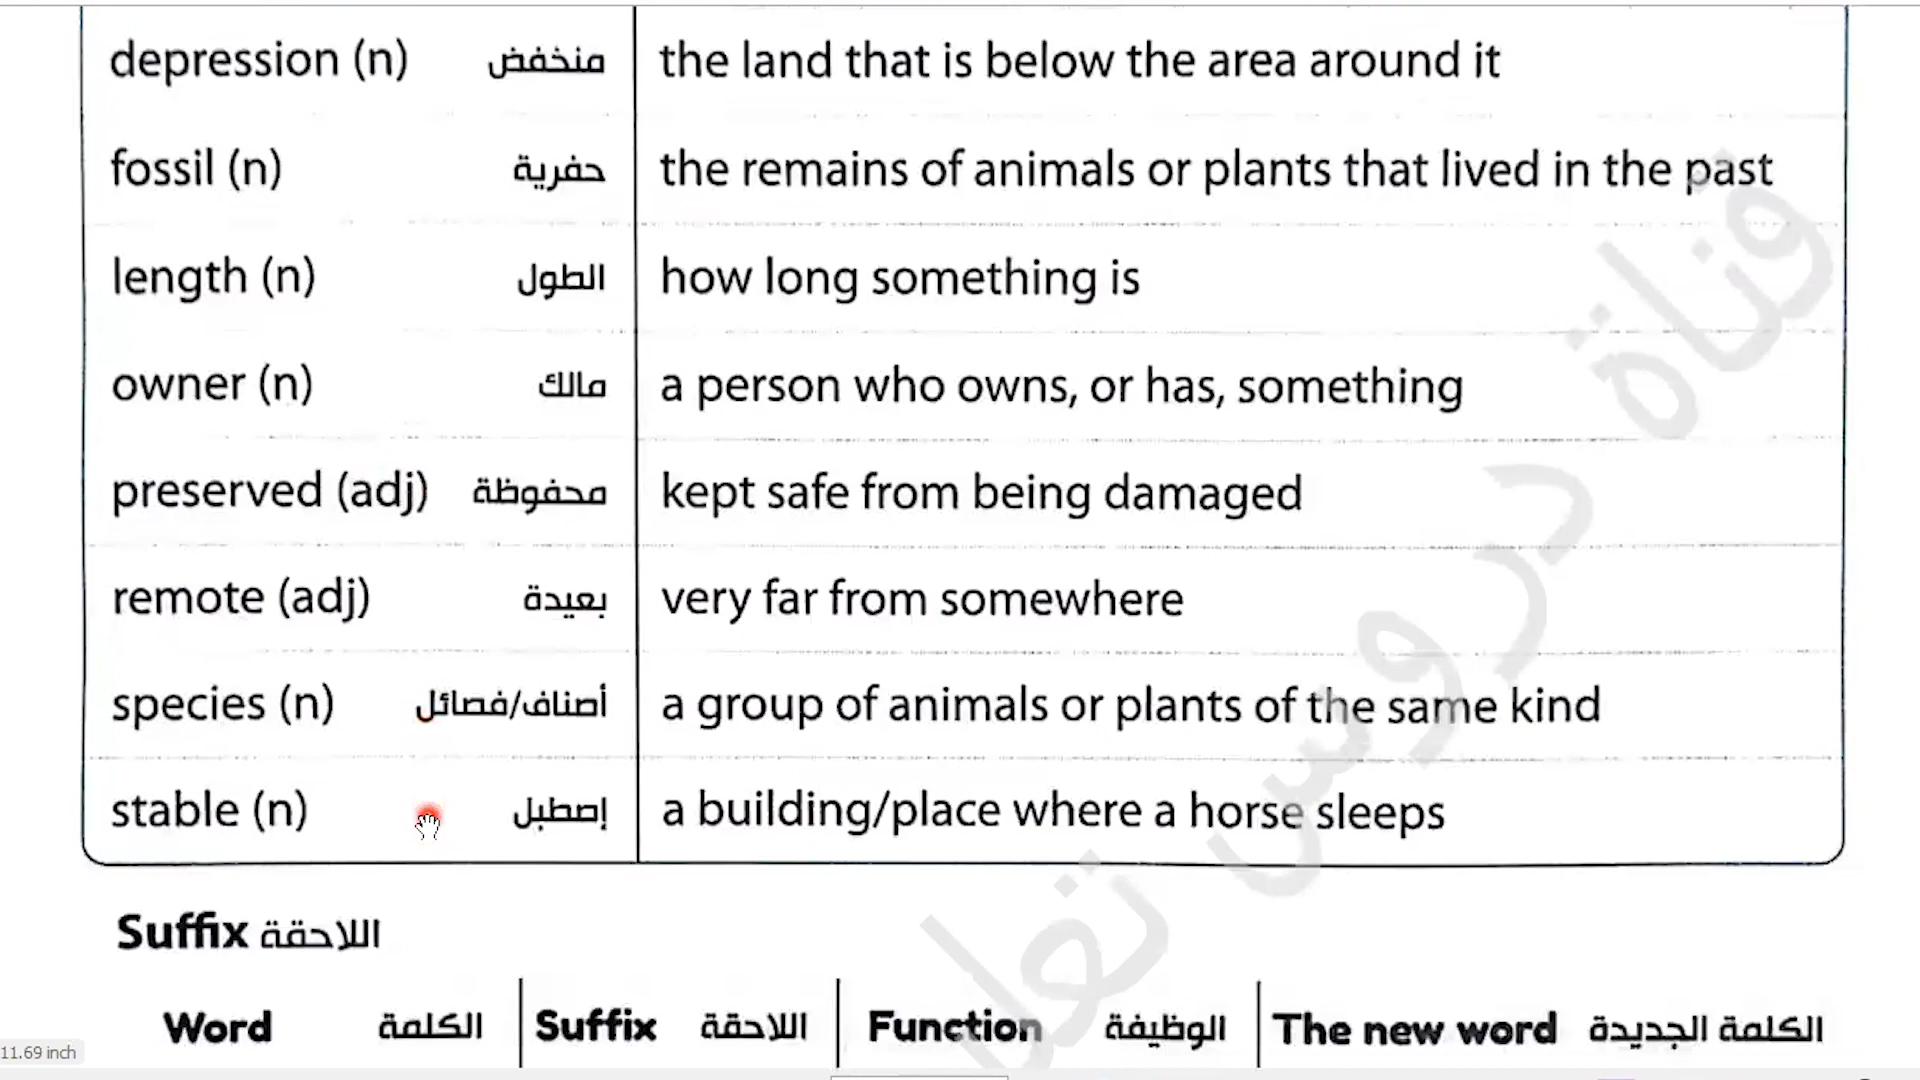 depression (n) منخفض the land that is below the area around it
fossil (n) حفرية the remains of animals or plants that lived in the past
length (n) الطول how long something is
owner (n) مالك a person who owns, or has, something
preserved (adj) محفوظة kept safe from being damaged
remote (adj) بعيدة very far from somewhere
species (n) أصناف/فصائل a group of animals or plants of the same kind
stable (n) إصطبل a building/place where a horse sleeps
Suffix اللاحقة
Word الكلمة Suffix اللاحقة Function الوظيفة The new word الكلمة الجديدة
11.69 inch
قناة دروس